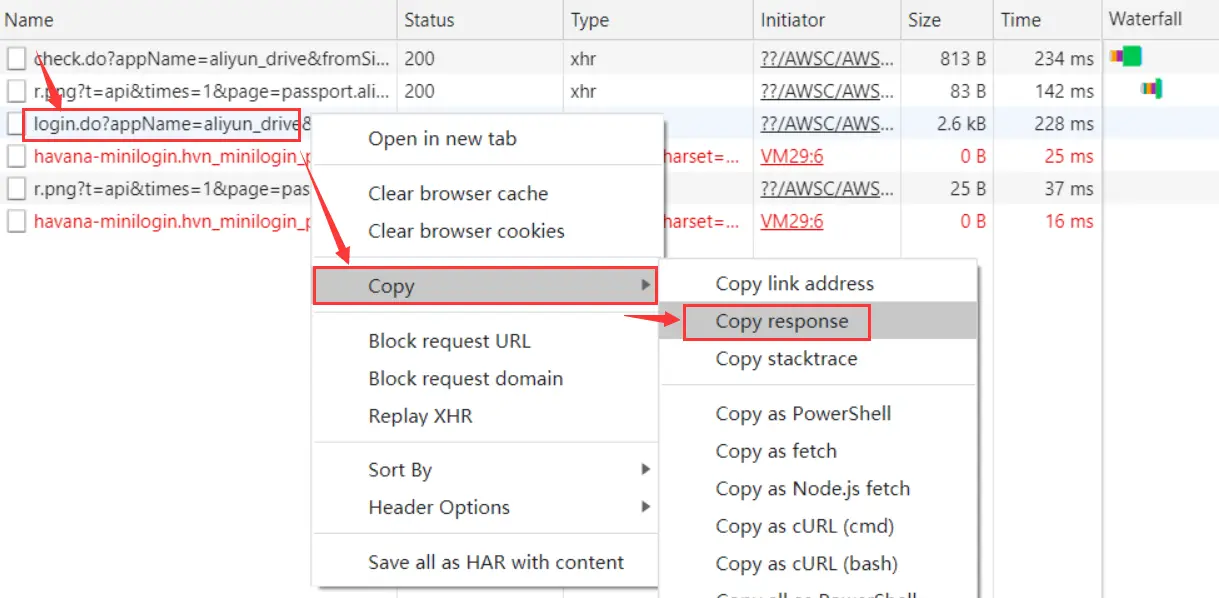 Name Status Type Initiator Size Time Waterfall
check.do?appName=aliyun_drive&fromSi... 200 xhr ??/AWSC/AWS... 813 B 234 ms
r.png?t=api&times=1&page=passport.ali... 200 xhr ??/AWSC/AWS... 83 B 142 ms
login.do?appName=aliyun_drive& ??/AWSC/AWS... 2.6 kB 228 ms
havana-minilogin.hvn_minilogin_p harset=... VM29:6 0 B 25 ms
r.png?t=api&times=1&page=pas ??/AWSC/AWS... 25 B 37 ms
havana-minilogin.hvn_minilogin_p harset=... VM29:6 0 B 16 ms
Open in new tab
Clear browser cache
Clear browser cookies
Copy
Block request URL
Block request domain
Replay XHR
Sort By
Header Options
Save all as HAR with content
Copy link address
Copy response
Copy stacktrace
Copy as PowerShell
Copy as fetch
Copy as Node.js fetch
Copy as cURL (cmd)
Copy as cURL (bash)
Copy all as PowerShell